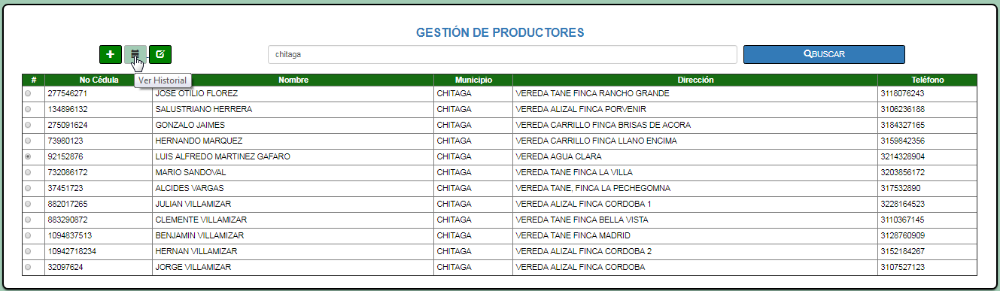 GESTIÓN DE PRODUCTORES
chitaga BUSCAR
# No Cédula Nombre Municipio Dirección Teléfono
Ver Historial
277546271 JOSE OTILIO FLOREZ CHITAGA VEREDA TANE FINCA RANCHO GRANDE 3118076243
134896132 SALUSTRIANO HERRERA CHITAGA VEREDA ALIZAL FINCA PORVENIR 3106236188
275091624 GONZALO JAIMES CHITAGA VEREDA CARRILLO FINCA BRISAS DE ACORA 3184327165
73980123 HERNANDO MARQUEZ CHITAGA VEREDA CARRILLO FINCA LLANO ENCIMA 3159842356
92152876 LUIS ALFREDO MARTINEZ GAFARO CHITAGA VEREDA AGUA CLARA 3214328904
732086172 MARIO SANDOVAL CHITAGA VEREDA TANE FINCA LA VILLA 3203856172
37451723 ALCIDES VARGAS CHITAGA VEREDA TANE, FINCA LA PECHEGOMNA 317532890
882017265 JULIAN VILLAMIZAR CHITAGA VEREDA ALIZAL FINCA CORDOBA 1 3228164523
883290872 CLEMENTE VILLAMIZAR CHITAGA VEREDA TANE FINCA BELLA VISTA 3110367145
1094837513 BENJAMIN VILLAMIZAR CHITAGA VEREDA TANE FINCA MADRID 3128760909
10942718234 HERNAN VILLAMIZAR CHITAGA VEREDA ALIZAL FINCA CORDOBA 2 3152184267
32097624 JORGE VILLAMIZAR CHITAGA VEREDA ALIZAL FINCA CORDOBA 3107527123